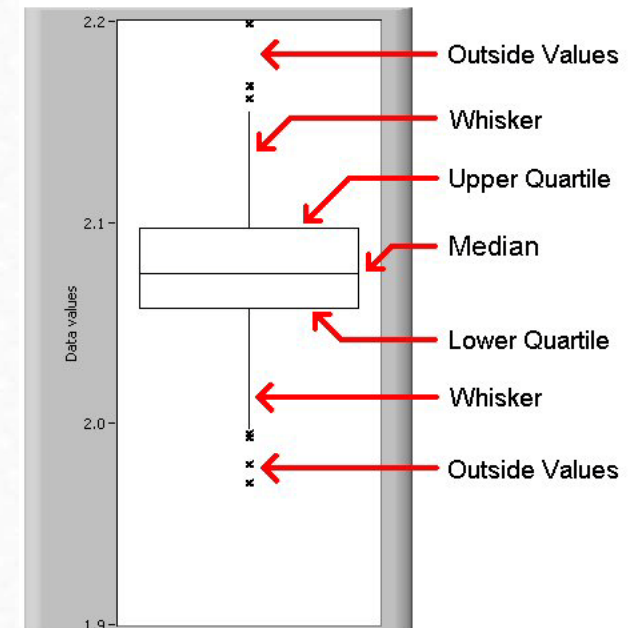 2.2
Outside Values
Whisker
Upper Quartile
2.1
Median
Data values
Lower Quartile
Whisker
2.0
Outside Values
1.9